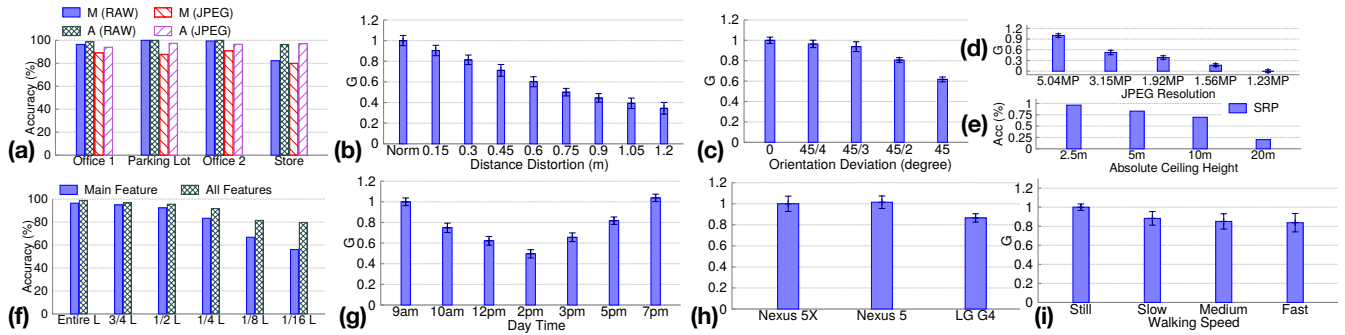 M (RAW) M (JPEG)
A (RAW) A (JPEG)
Accuracy (%)
100
80
60
40
20
0
Office 1 Parking Lot Office 2 Store
(a)
G
1.2
1
0.8
0.6
0.4
0.2
0
Norm 0.15 0.3 0.45 0.6 0.75 0.9 1.05 1.2
Distance Distortion (m)
(b)
G
1.2
1
0.8
0.6
0.4
0.2
0
0 45/4 45/3 45/2 45
Orientation Deviation (degree)
(c)
(d)
G
1.2
0.9
0.6
0.3
0
5.04MP 3.15MP 1.92MP 1.56MP 1.23MP
JPEG Resolution
(e)
Acc (%)
1
0.75
0.5
0.25
0
SRP
2.5m 5m 10m 20m
Absolute Ceiling Height
Main Feature All Features
Accuracy (%)
100
80
60
40
20
0
Entire L 3/4 L 1/2 L 1/4 L 1/8 L 1/16 L
(f)
G
1.2
1
0.8
0.6
0.4
0.2
0
9am 10am 12pm 2pm 3pm 5pm 7pm
Day Time
(g)
G
1.2
1
0.8
0.6
0.4
0.2
0
Nexus 5X Nexus 5 LG G4
(h)
G
1.2
1
0.8
0.6
0.4
0.2
0
Still Slow Medium Fast
Walking Speed
(i)